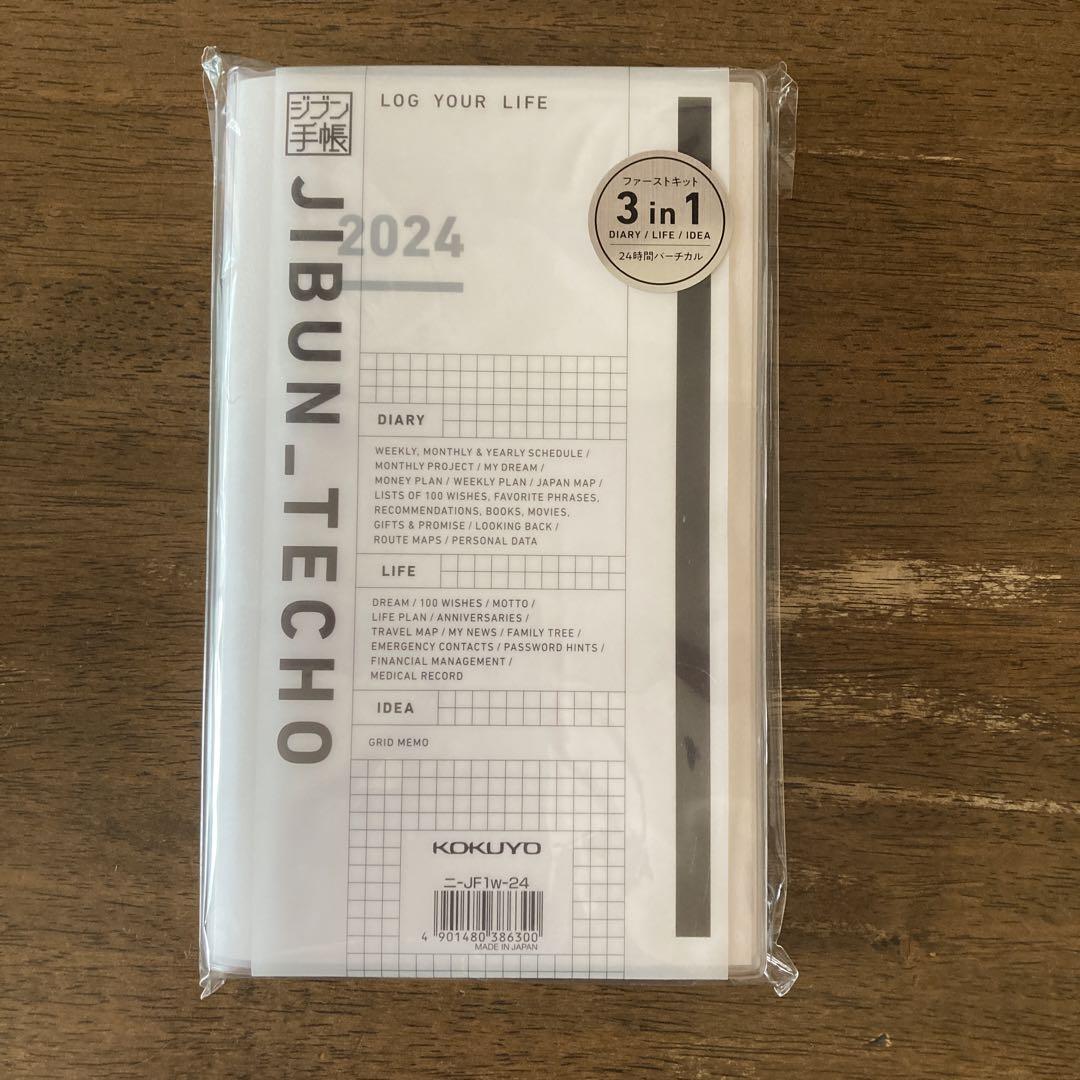 ジブン
手帳
LOG YOUR LIFE
JIBUN_TECHO
2024
ファーストキット
3 in 1
DIARY / LIFE / IDEA
24時間バーチカル
DIARY
WEEKLY, MONTHLY & YEARLY SCHEDULE /
MONTHLY PROJECT / MY DREAM /
MONEY PLAN / WEEKLY PLAN / JAPAN MAP /
LISTS OF 100 WISHES, FAVORITE PHRASES,
RECOMMENDATIONS, BOOKS, MOVIES,
GIFTS & PROMISE / LOOKING BACK /
ROUTE MAPS / PERSONAL DATA
LIFE
DREAM / 100 WISHES / MOTTO /
LIFE PLAN / ANNIVERSARIES /
TRAVEL MAP / MY NEWS / FAMILY TREE /
EMERGENCY CONTACTS / PASSWORD HINTS /
FINANCIAL MANAGEMENT /
MEDICAL RECORD
IDEA
GRID MEMO
KOKUYO
ニ-JF1W-24
4 901480 386300
MADE IN JAPAN